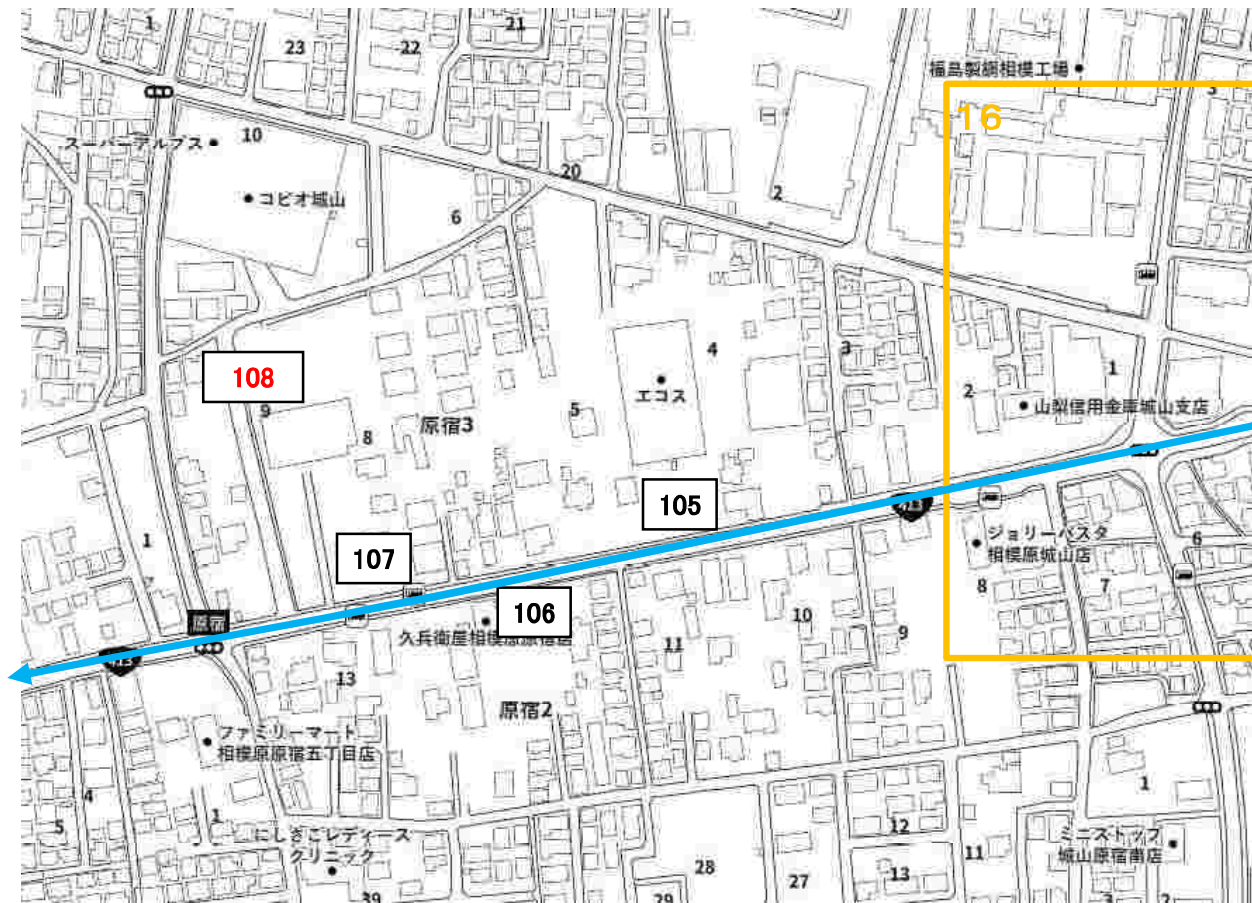 1
23
22
21
福島製鋼相模工場
3
16
10
スーパーアルプス
コピオ城山
20
2
6
4
3
1
2
108
9
エコス
5
山梨信用金庫城山支店
原宿3
8
105
107
ジョリーパスタ
相模原城山店
6
8
7
1
106
原宿
久兵衛屋相模原原宿店
10
9
11
13
原宿2
ファミリーマート
相模原原宿五丁目店
4
5
1
1
にしきこレディース
クリニック
12
11
ミニストップ
城山原宿南店
28
27
13
39
29
3
2